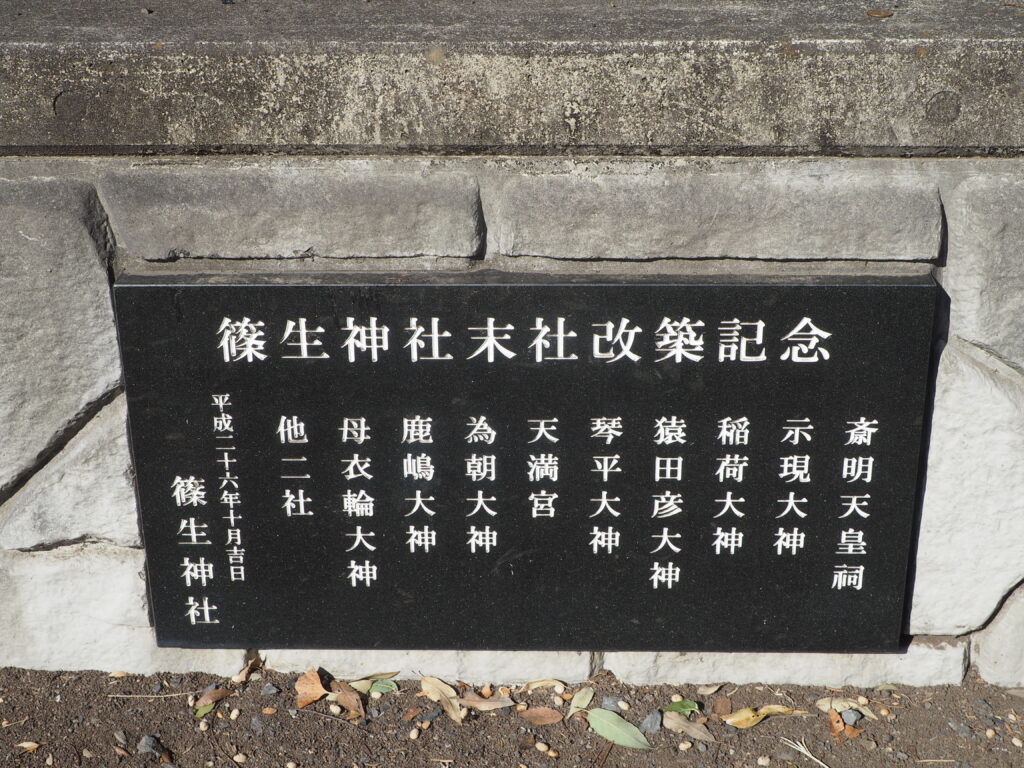 篠生神社末社改築記念
斎明天皇祠
示現大神
稲荷大神
猿田彦大神
琴平大神
天満宮
為朝大神
鹿嶋大神
母衣輪大神
他二社
平成二十六年十月吉日
篠生神社